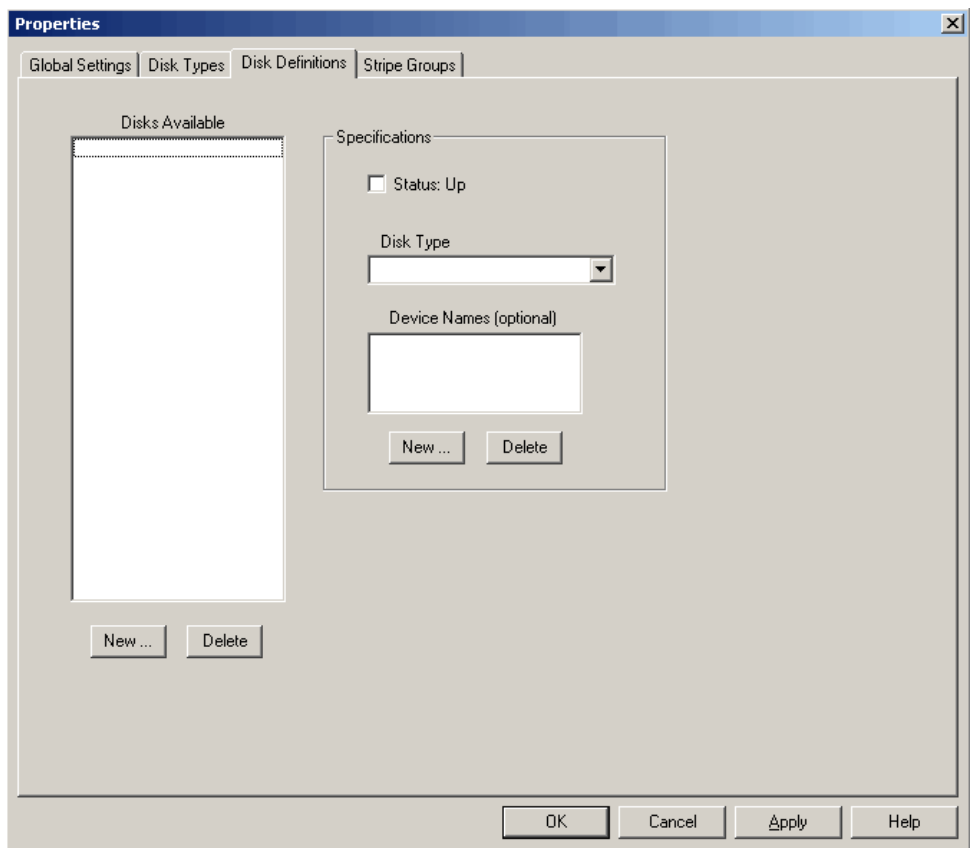 Properties
Global Settings Disk Types Disk Definitions Stripe Groups
Disks Available
Specifications
Status: Up
Disk Type
Device Names (optional)
New ... Delete
New ... Delete
OK Cancel Apply Help